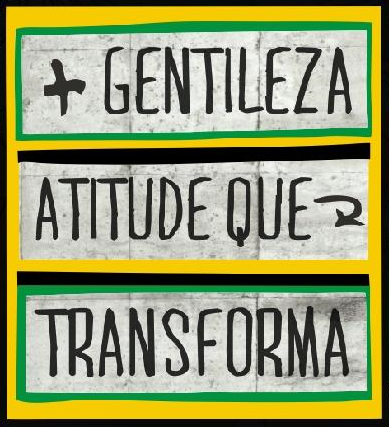 + GENTILEZA
ATITUDE QUE
TRANSFORMA